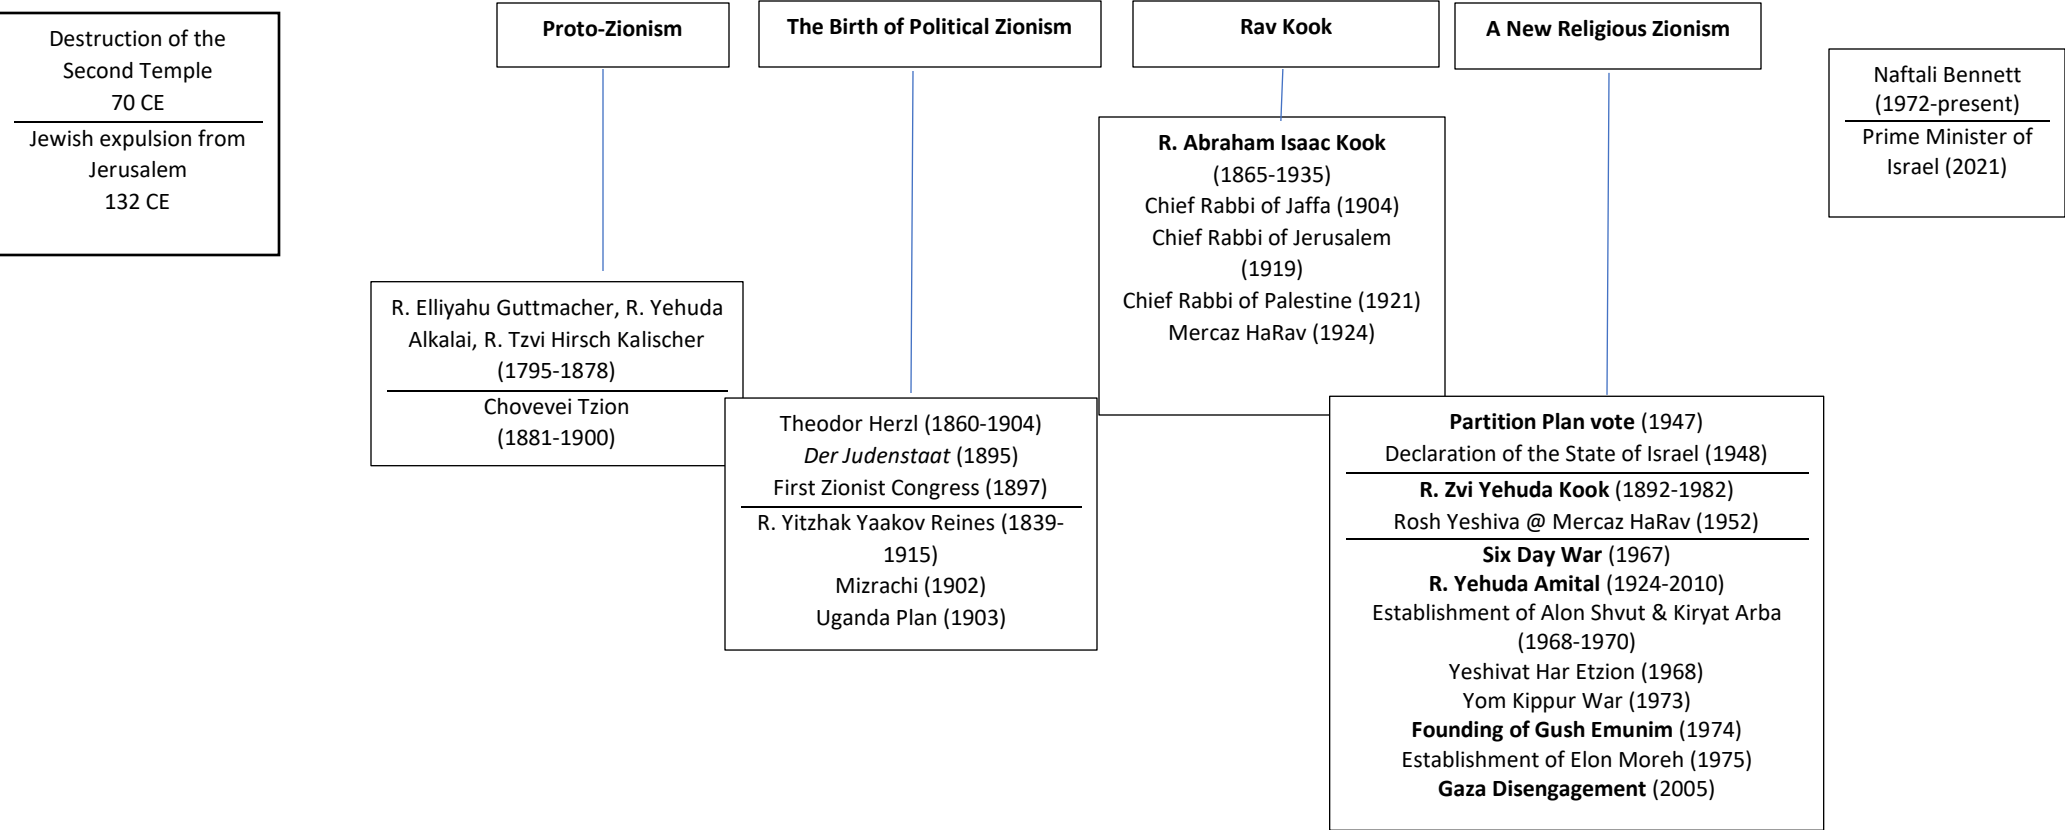 Destruction of the
Second Temple
70 CE
Jewish expulsion from
Jerusalem
132 CE
Proto-Zionism
R. Elliyahu Guttmacher, R. Yehuda
Alkalai, R. Tzvi Hirsch Kalischer
(1795-1878)
Chovevei Tzion
(1881-1900)
The Birth of Political Zionism
Theodor Herzl (1860-1904)
Der Judenstaat (1895)
First Zionist Congress (1897)
R. Yitzhak Yaakov Reines (1839-
1915)
Mizrachi (1902)
Uganda Plan (1903)
Rav Kook
R. Abraham Isaac Kook
(1865-1935)
Chief Rabbi of Jaffa (1904)
Chief Rabbi of Jerusalem
(1919)
Chief Rabbi of Palestine (1921)
Mercaz HaRav (1924)
A New Religious Zionism
Partition Plan vote (1947)
Declaration of the State of Israel (1948)
R. Zvi Yehuda Kook (1892-1982)
Rosh Yeshiva @ Mercaz HaRav (1952)
Six Day War (1967)
R. Yehuda Amital (1924-2010)
Establishment of Alon Shvut & Kiryat Arba
(1968-1970)
Yeshivat Har Etzion (1968)
Yom Kippur War (1973)
Founding of Gush Emunim (1974)
Establishment of Elon Moreh (1975)
Gaza Disengagement (2005)
Naftali Bennett
(1972-present)
Prime Minister of
Israel (2021)